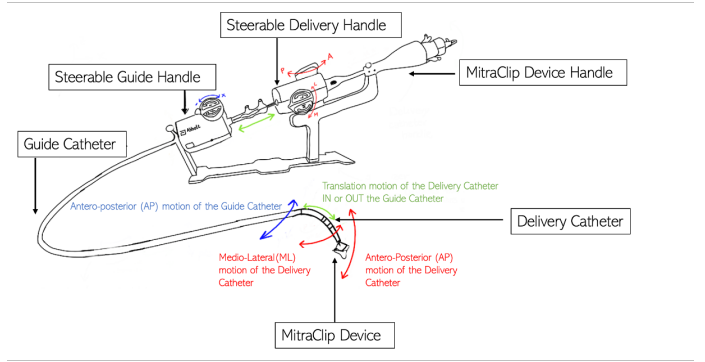 Steerable Delivery Handle
Steerable Guide Handle
MitraClip Device Handle
P
A
Abbott
Guide Catheter
Translation motion of the Delivery Catheter
IN or OUT the Guide Catheter
Antero-posterior (AP) motion of the Guide Catheter
Delivery Catheter
Medio-Lateral(ML)
motion of the Delivery
Catheter
Antero-Posterior (AP)
motion of the Delivery
Catheter
MitraClip Device